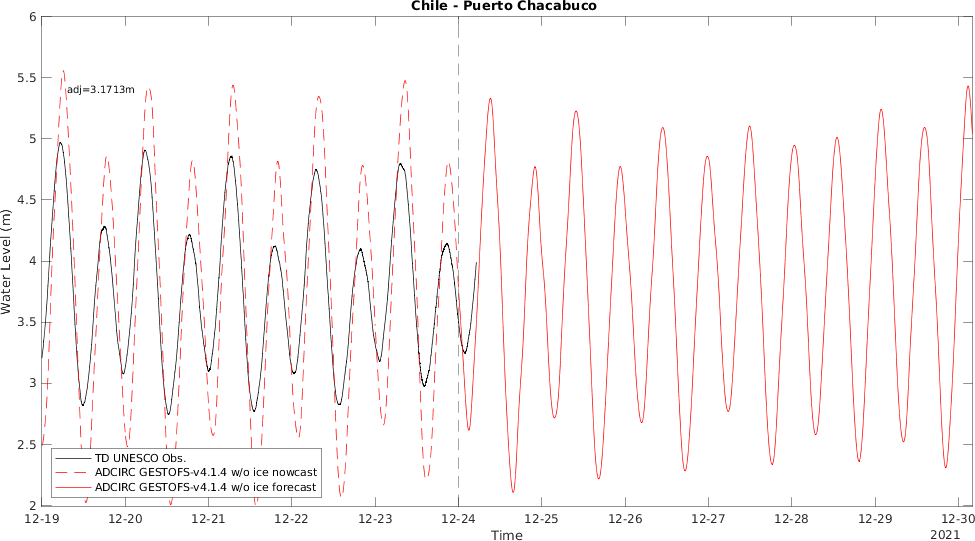 Chile - Puerto Chacabuco
6
5.5
adj=3.1713m
5
4.5
4
3.5
3
2.5
2
Water Level (m)
TD UNESCO Obs.
ADCIRC GESTOFS-v4.1.4 w/o ice nowcast
ADCIRC GESTOFS-v4.1.4 w/o ice forecast
12-19 12-20 12-21 12-22 12-23 12-24 12-25 12-26 12-27 12-28 12-29 12-30
Time
2021